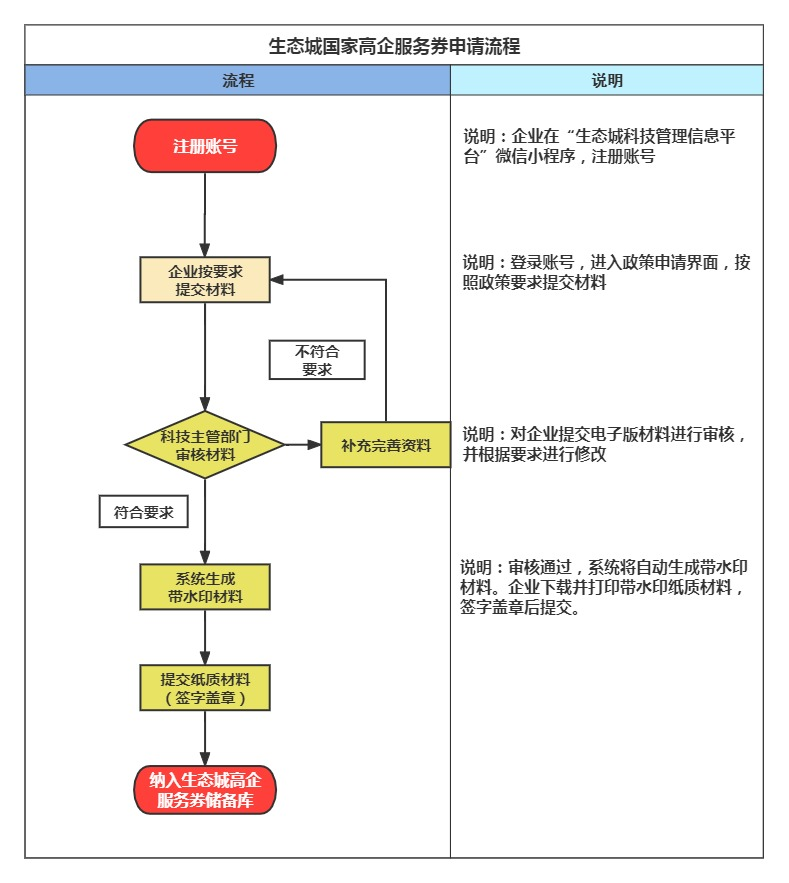 生态城国家高企服务券申请流程
流程
说明
注册账号
说明：企业在“生态城科技管理信息平
台”微信小程序，注册账号
企业按要求
提交材料
说明：登录账号，进入政策申请界面，按
照政策要求提交材料
不符合
要求
科技主管部门
审核材料
补充完善资料
说明：对企业提交电子版材料进行审核，
并根据要求进行修改
符合要求
系统生成
带水印材料
说明：审核通过，系统将自动生成带水印
材料。企业下载并打印带水印纸质材料，
签字盖章后提交。
提交纸质材料
（签字盖章）
纳入生态城高企
服务券储备库